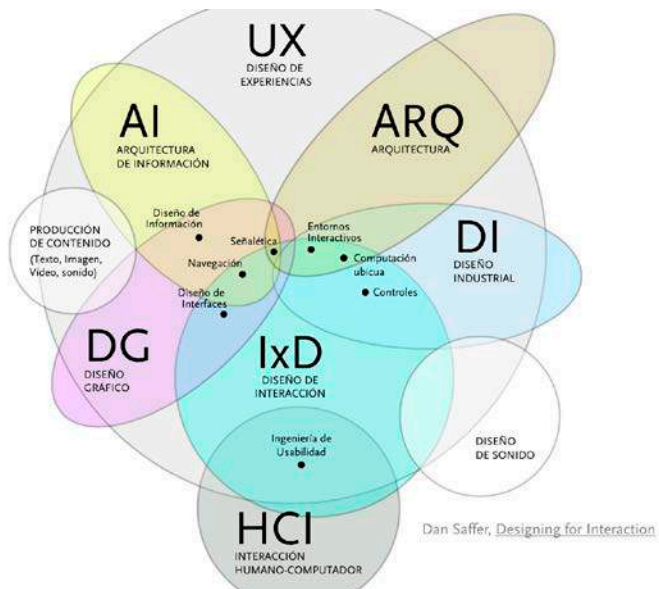 UX
DISEÑO DE
EXPERIENCIAS
AI
ARQUITECTURA
DE INFORMACIÓN
ARQ
ARQUITECTURA
PRODUCCIÓN
DE CONTENIDO
(Texto, Imagen,
Video, sonido)
Diseño de
Información
Señalética
Entornos
Interactivos
DI
DISEÑO
INDUSTRIAL
Navegación
Computación
ubicua
Diseño de
Interfaces
Controles
DG
DISEÑO
GRÁFICO
IxD
DISEÑO DE
INTERACCIÓN
Ingeniería de
Usabilidad
DISEÑO
DE SONIDO
HCI
INTERACCIÓN
HUMANO-COMPUTADOR
Dan Saffer, Designing for Interaction